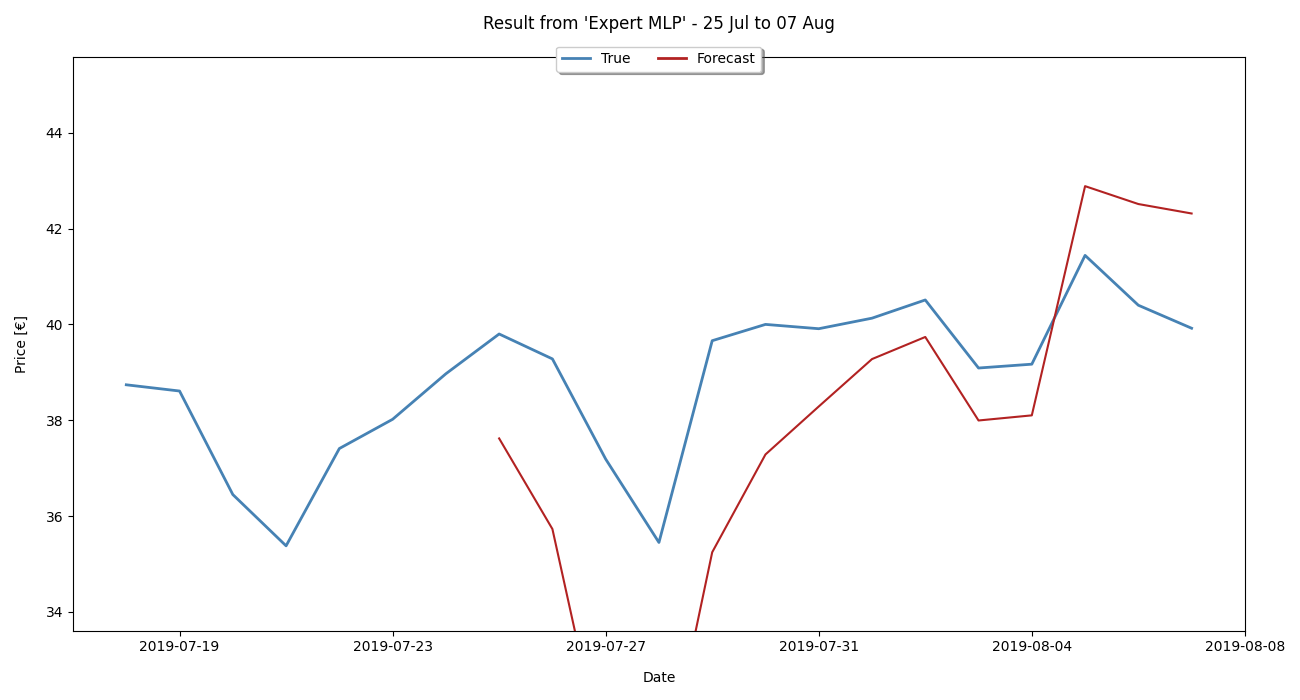 Result from 'Expert MLP' - 25 Jul to 07 Aug
True Forecast
44
42
40
38
36
34
Price [€]
2019-07-19 2019-07-23 2019-07-27 2019-07-31 2019-08-04 2019-08-08
Date